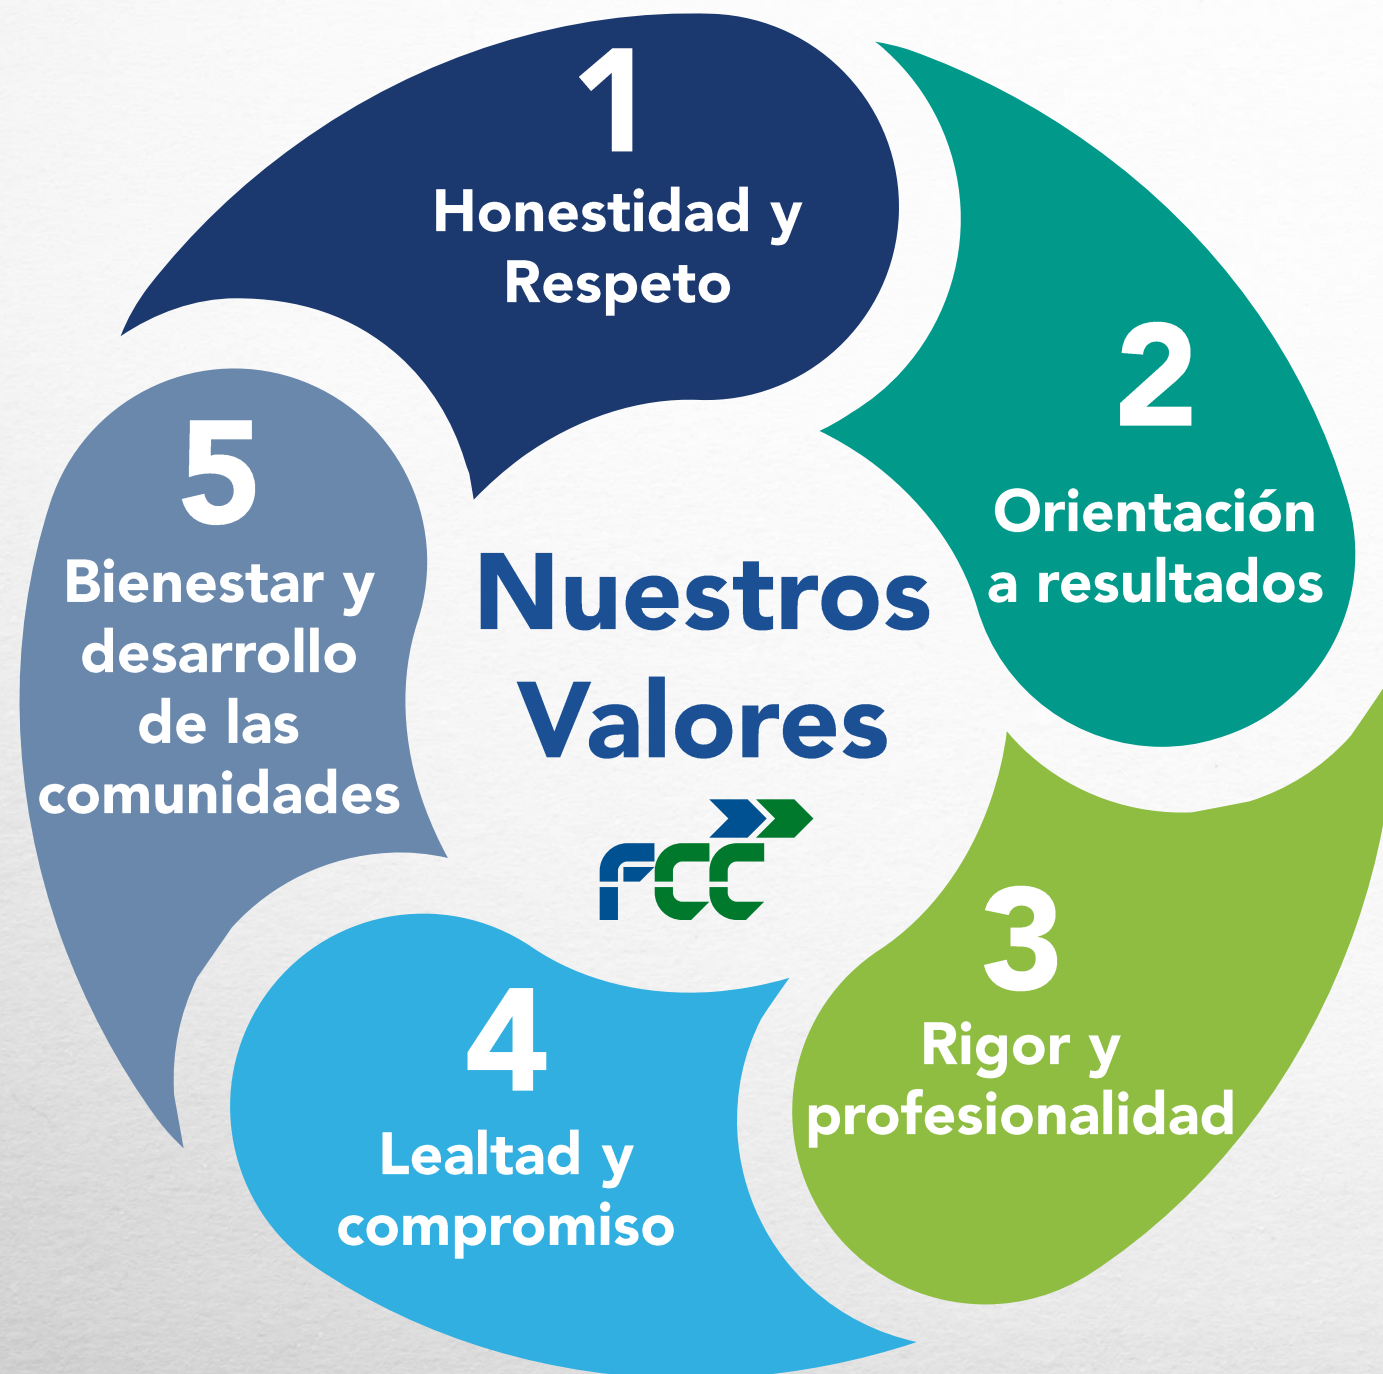 1
Honestidad y
Respeto
2
Orientación
a resultados
3
Rigor y
profesionalidad
4
Lealtad y
compromiso
5
Bienestar y
desarrollo
de las
comunidades
Nuestros
Valores
FCC